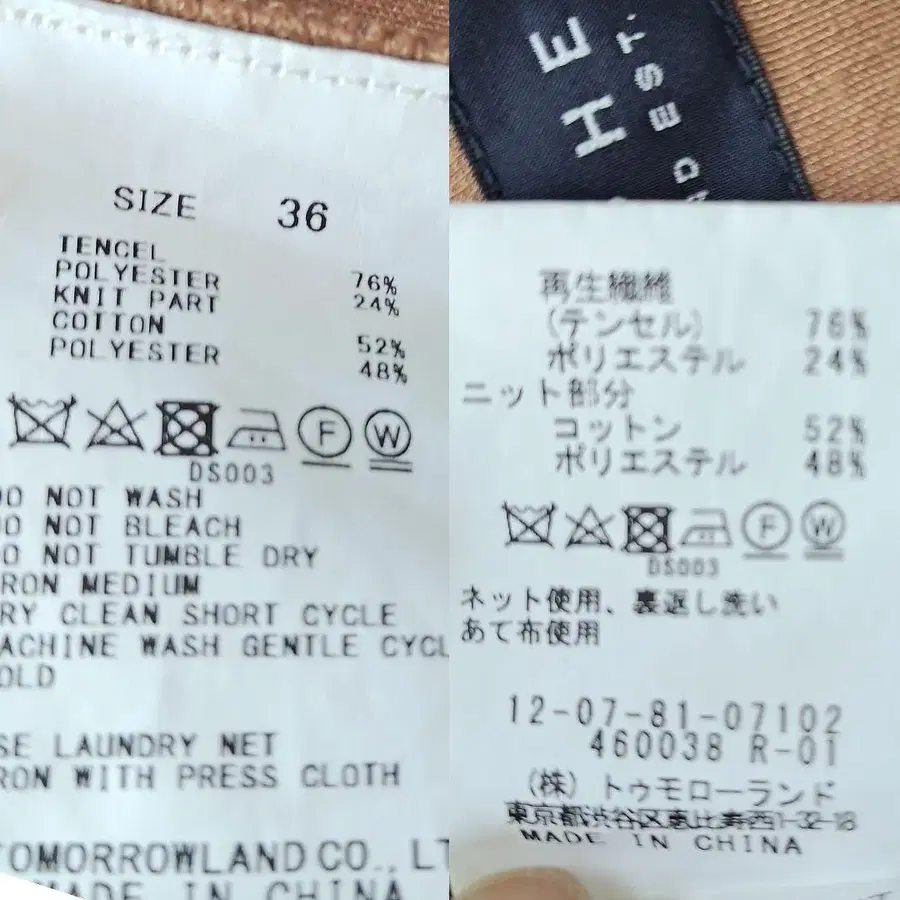 SIZE 36
TENCEL
POLYESTER 76%
KNIT PART 24%
COTTON
POLYESTER 52%
48%
F
W
DS003
DO NOT WASH
DO NOT BLEACH
DO NOT TUMBLE DRY
IRON MEDIUM
DRY CLEAN SHORT CYCLE
MACHINE WASH GENTLE CYCL
OLD
SE LAUNDRY NET
IRON WITH PRESS CLOTH
TOMORROWLAND CO., LT
MADE IN CHINA
H E
D E S T.
再生繊維
(テンセル) 76%
ポリエステル 24%
ニット部分
コットン 52%
ポリエステル 48%
F
W
DS003
ネット使用、裏返し洗い
あて布使用
12-07-81-07102
460038 R-01
(株) トゥモローランド
東京都渋谷区恵比寿西1-32-18
MADE IN CHINA